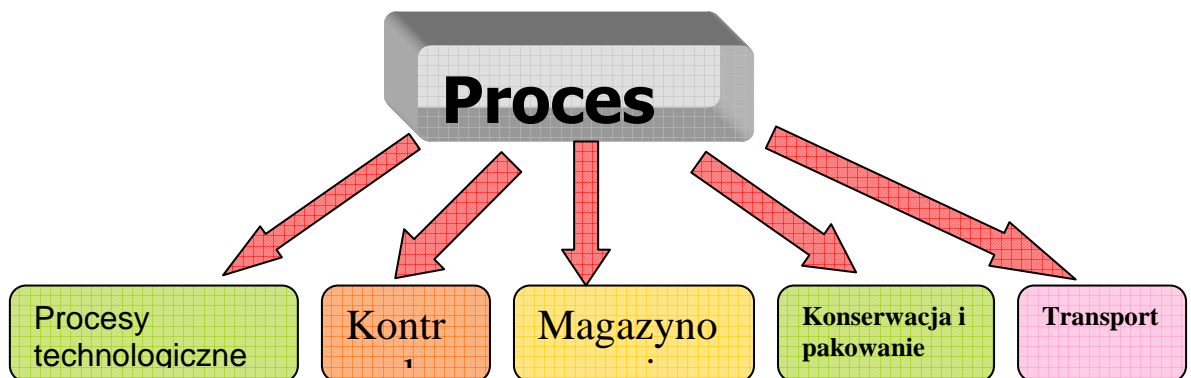 Proces
Procesy
technologiczne
Kontr
Magazyno
Konserwacja i
pakowanie
Transport